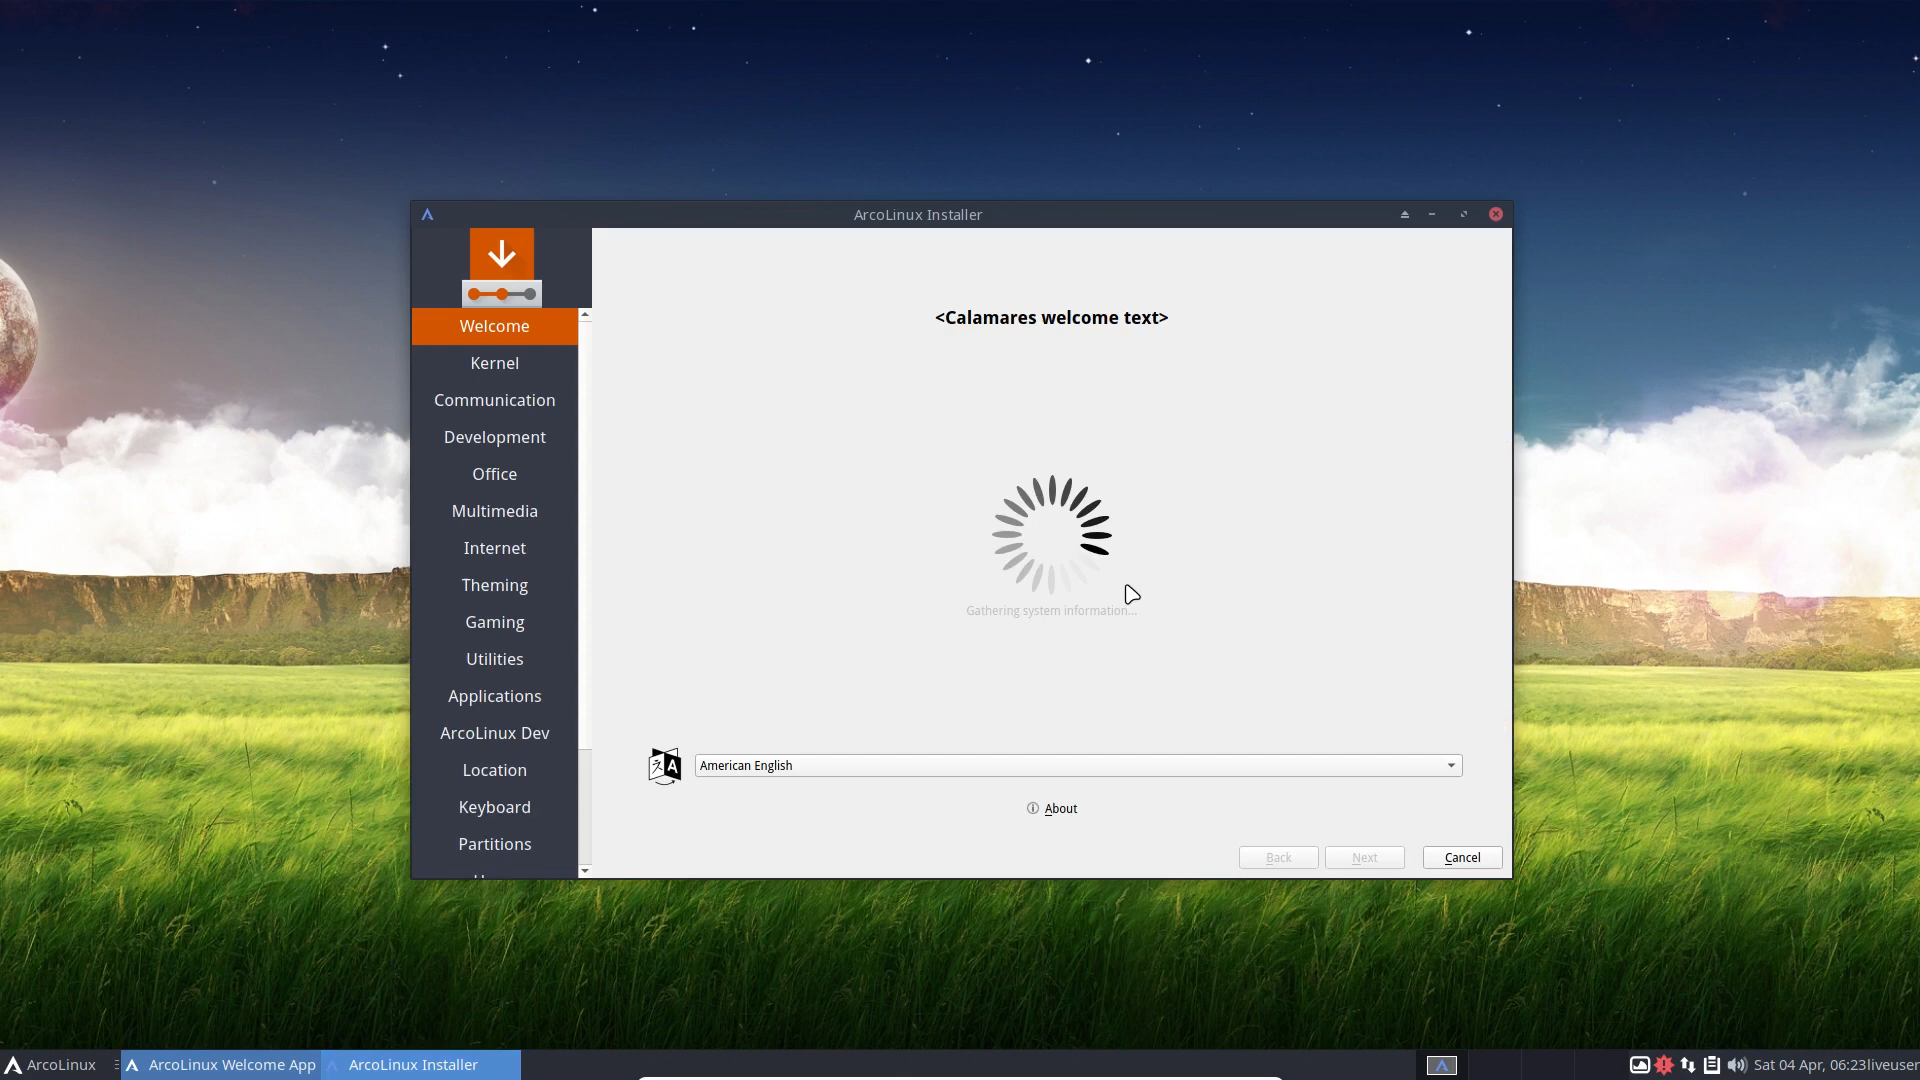 ArcoLinux Installer
<Calamares welcome text>
Welcome
Kernel
Communication
Development
Office
Multimedia
Internet
Theming
Gaming
Utilities
Applications
ArcoLinux Dev
Location
Keyboard
Partitions
Gathering system information...
American English
About
Back
Next
Cancel
ArcoLinux
ArcoLinux Welcome App
ArcoLinux Installer
Sat 04 Apr, 06:23liveuser